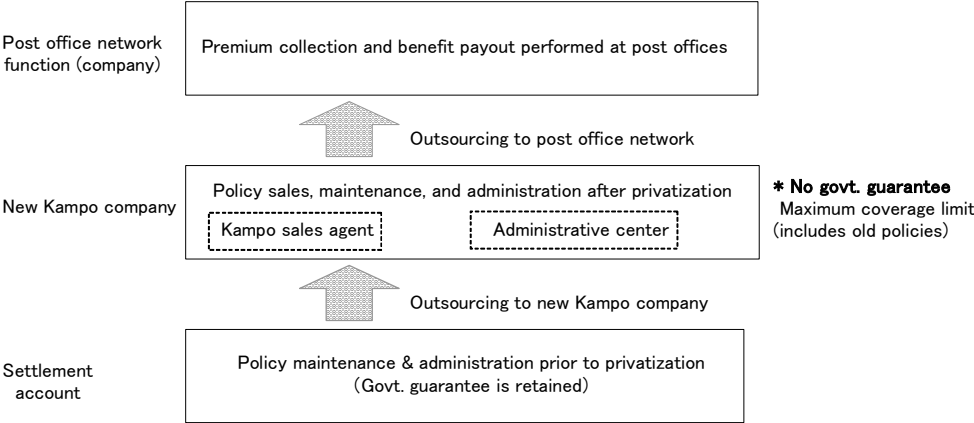 Post office network
function (company)
Premium collection and benefit payout performed at post offices
Outsourcing to post office network
New Kampo company
Policy sales, maintenance, and administration after privatization
Kampo sales agent
Administrative center
* No govt. guarantee
Maximum coverage limit
(includes old policies)
Outsourcing to new Kampo company
Settlement
account
Policy maintenance & administration prior to privatization
(Govt. guarantee is retained)